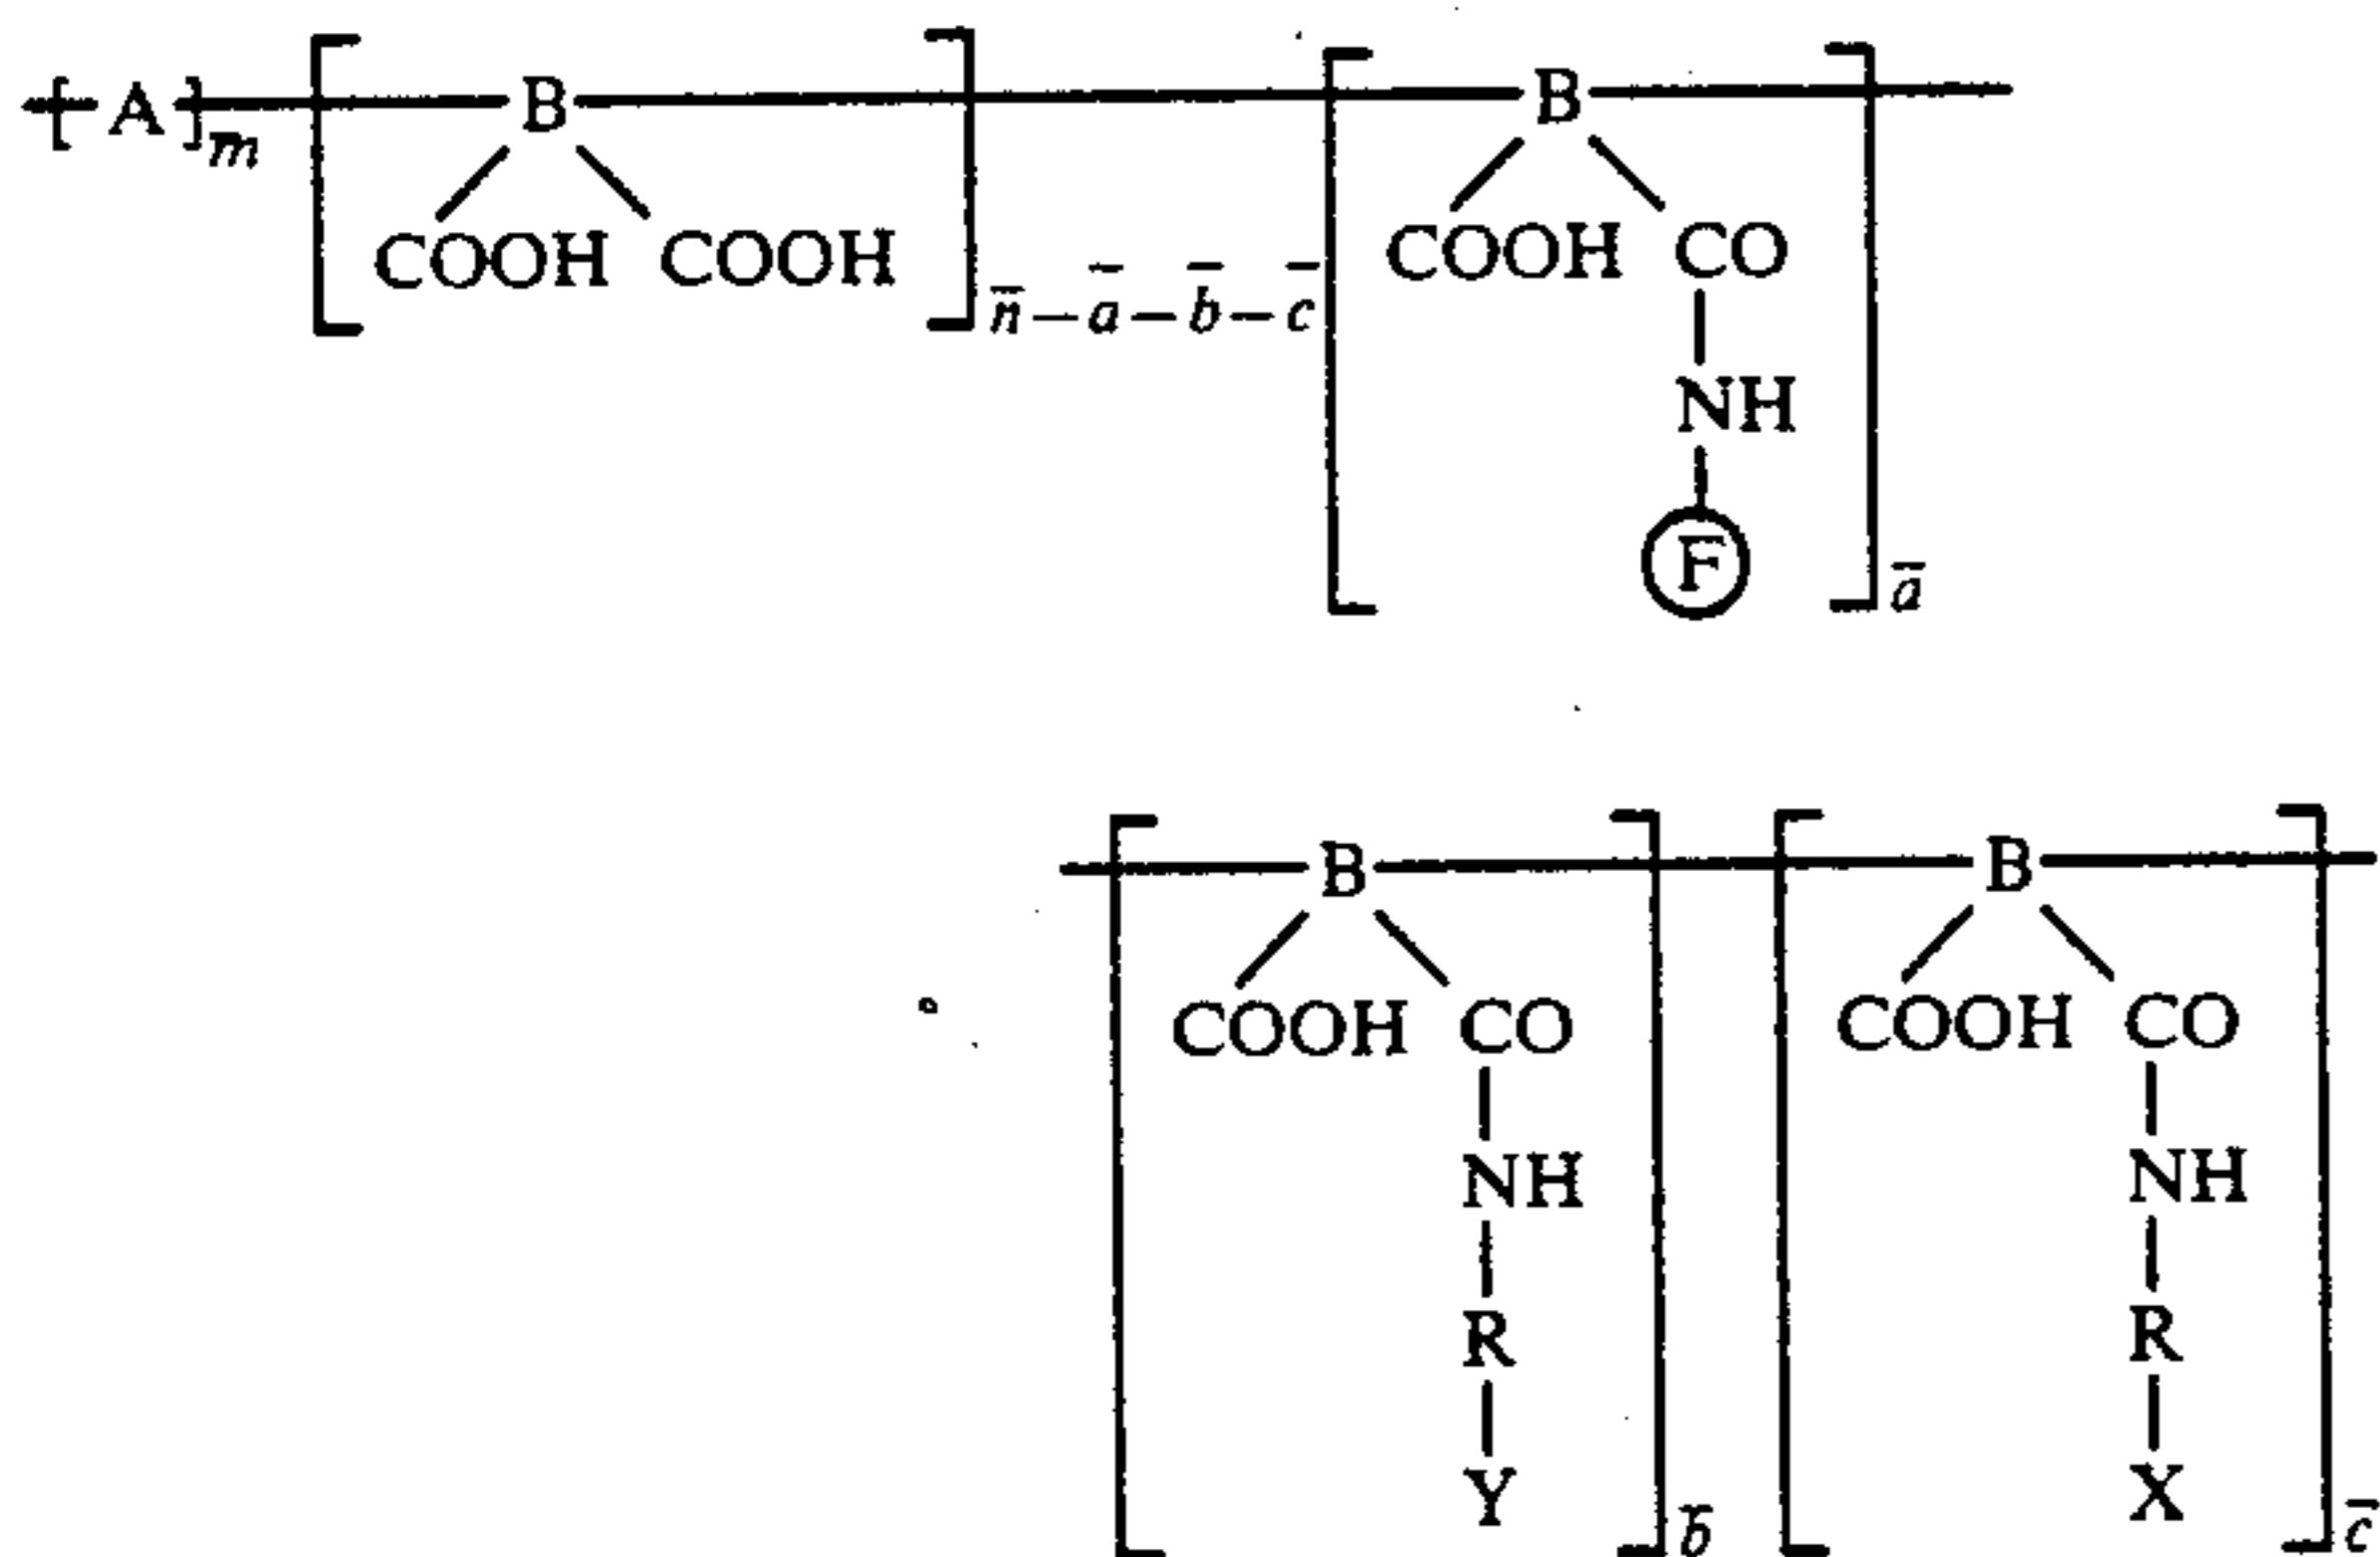 [A]m̅ [ B ] [ B ]
COOH COOH COOH CO
n̅—a̅—b̅—c̅
NH
F
a̅
[ B ] [ B ]
COOH CO COOH CO
NH NH
R R
Y X
b̅ c̅